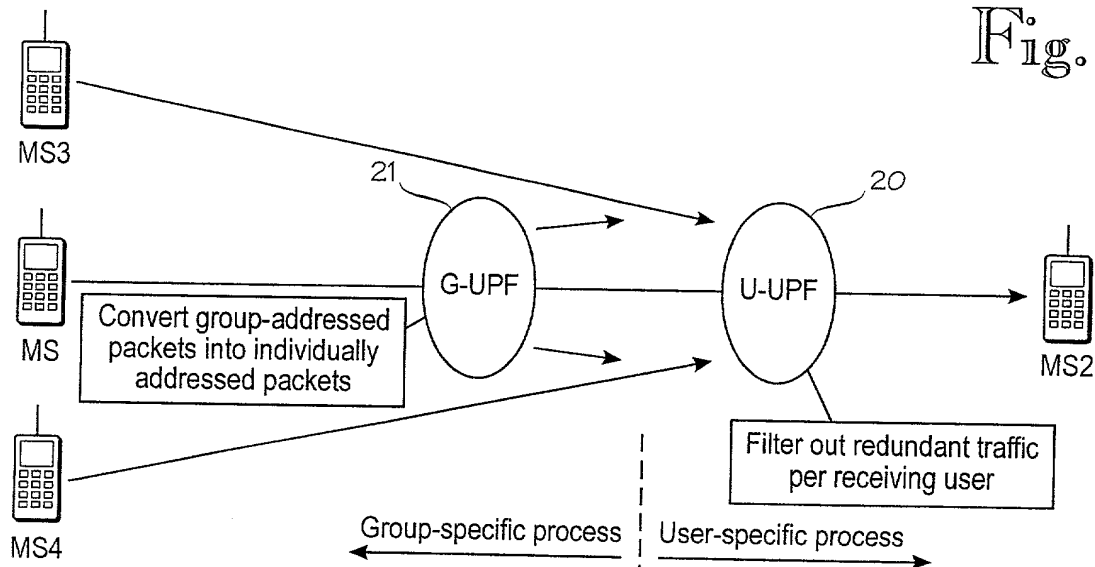 Fig.
MS3
21
20
G-UPF
U-UPF
MS
Convert group-addressed
packets into individually
addressed packets
MS2
Filter out redundant traffic
per receiving user
MS4
Group-specific process
User-specific process